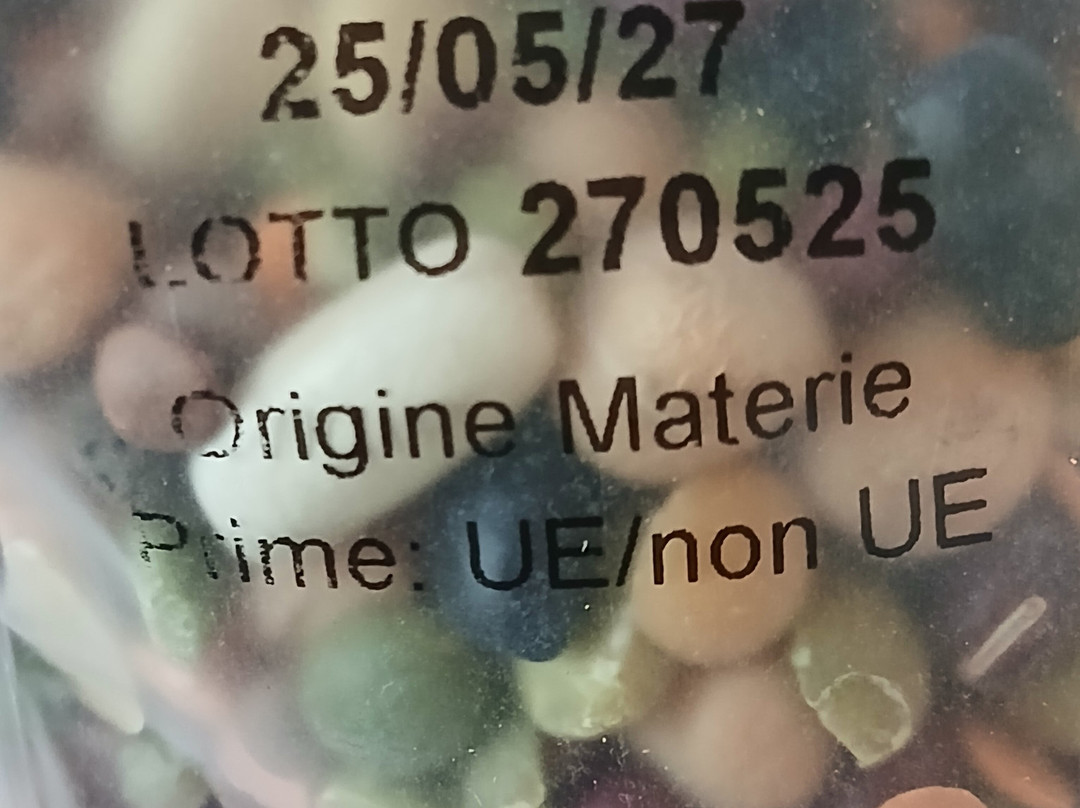 25/05/27
LOTTO 270525
Origine Materie
Prime: UE/non UE